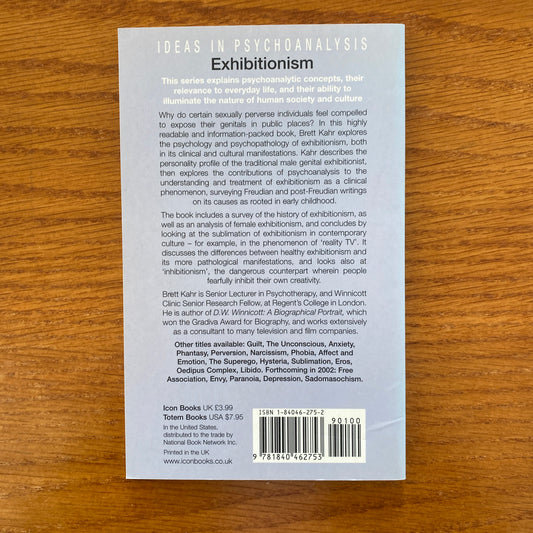 IDEAS IN PSYCHOANALYSIS
Exhibitionism
This series explains psychoanalytic concepts, their
relevance to everyday life, and their ability to
illuminate the nature of human society and culture
Why do certain sexually perverse individuals feel compelled
to expose their genitals in public places? In this highly
readable and information-packed book, Brett Kahr explores
the psychology and psychopathology of exhibitionism, both
in its clinical and cultural manifestations. Kahr describes the
personality profile of the traditional male genital exhibitionist,
then explores the contributions of psychoanalysis to the
understanding and treatment of exhibitionism as a clinical
phenomenon, surveying Freudian and post-Freudian writings
on its causes as rooted in early childhood.
The book includes a survey of the history of exhibitionism, as
well as an analysis of female exhibitionism, and concludes by
looking at the sublimation of exhibitionism in contemporary
culture – for example, in the phenomenon of 'reality TV'. It
discusses the differences between healthy exhibitionism and
its more pathological manifestations, and looks also at
'inhibitionism', the dangerous counterpart wherein people
fearfully inhibit their own creativity.
Brett Kahr is Senior Lecturer in Psychotherapy, and Winnicott
Clinic Senior Research Fellow, at Regent's College in London.
He is author of D.W. Winnicott: A Biographical Portrait, which
won the Gradiva Award for Biography, and works extensively
as a consultant to many television and film companies.
Other titles available: Guilt, The Unconscious, Anxiety,
Phantasy, Perversion, Narcissism, Phobia, Affect and
Emotion, The Superego, Hysteria, Sublimation, Eros,
Oedipus Complex, Libido. Forthcoming in 2002: Free
Association, Envy, Paranoia, Depression, Sadomasochism.
Icon Books UK £3.99
Totem Books USA $7.95
In the United States,
distributed to the trade by
National Book Network Inc.
Printed in the UK
www.iconbooks.co.uk
ISBN 1-84046-275-2
90100
9 781840 462753